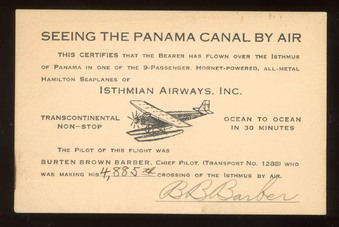 SEEING THE PANAMA CANAL BY AIR
THIS CERTIFIES THAT THE BEARER HAS FLOWN OVER THE ISTHMUS
OF PANAMA IN ONE OF THE 9-PASSENGER, HORNET-POWERED, ALL-METAL
HAMILTON SEAPLANES OF
ISTHMIAN AIRWAYS, INC.
TRANSCONTINENTAL
NON-STOP
OCEAN TO OCEAN
IN 30 MINUTES
THE PILOT OF THIS FLIGHT WAS
BURTEN BROWN BARBER, CHIEF PILOT, (TRANSPORT NO. 1288) WHO
WAS MAKING HIS 4,885th CROSSING OF THE ISTHMUS BY AIR.
B B Barber